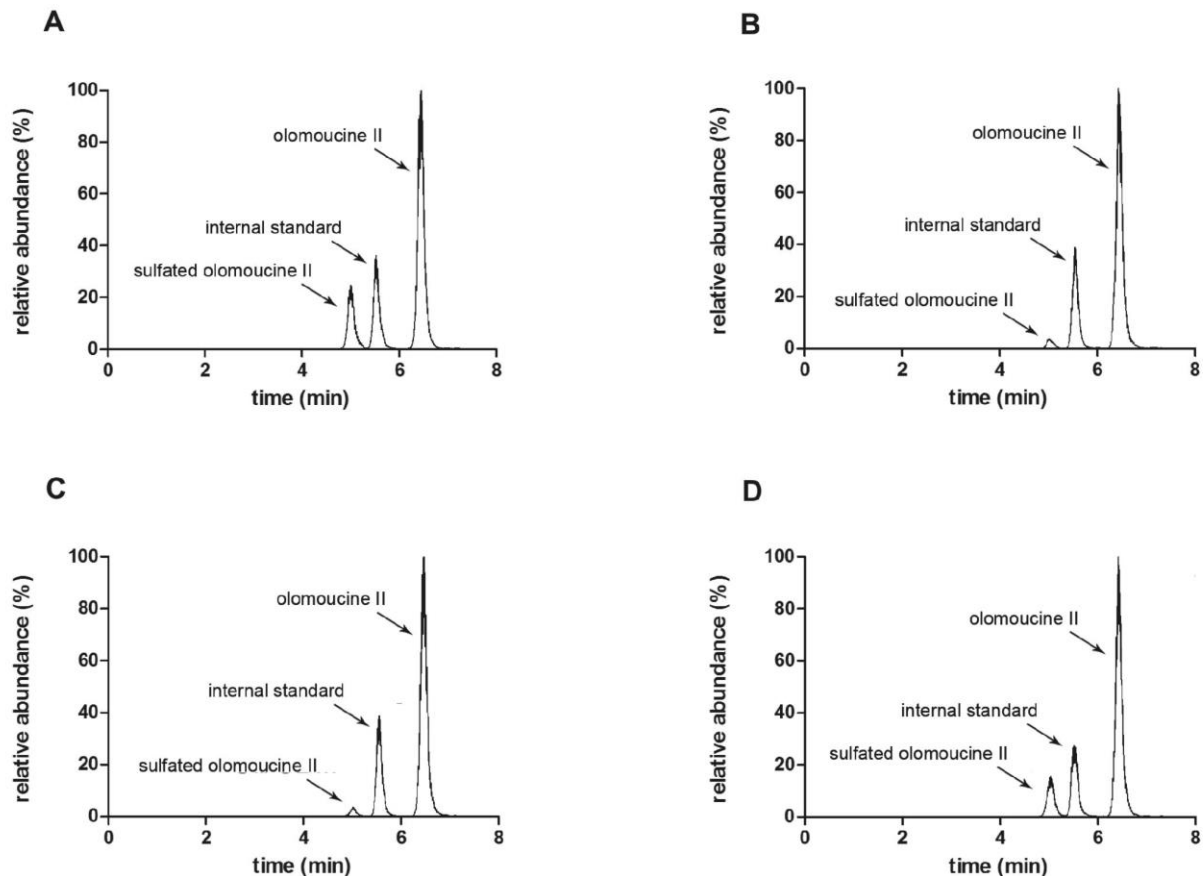 A
relative abundance (%)
100
80
60
40
20
0
olomoucine II
internal standard
sulfated olomoucine II
0 2 4 6 8
time (min)
B
relative abundance (%)
100
80
60
40
20
0
olomoucine II
internal standard
sulfated olomoucine II
0 2 4 6 8
time (min)
C
relative abundance (%)
100
80
60
40
20
0
olomoucine II
internal standard
sulfated olomoucine II
0 2 4 6 8
time (min)
D
relative abundance (%)
100
80
60
40
20
0
olomoucine II
internal standard
sulfated olomoucine II
0 2 4 6 8
time (min)